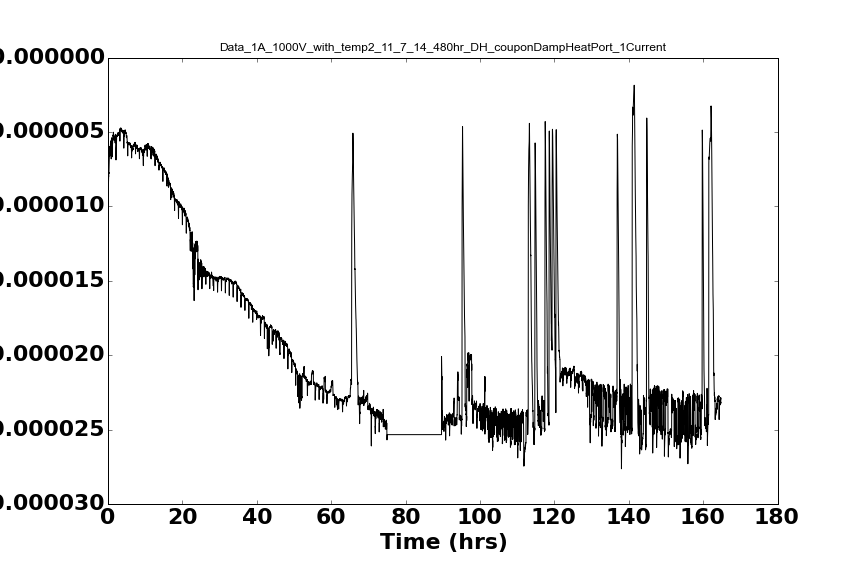 Data_1A_1000V_with_temp2_11_7_14_480hr_DH_couponDampHeatPort_1Current
0.000000
0.000005
0.000010
0.000015
0.000020
0.000025
0.000030
0 20 40 60 80 100 120 140 160 180
Time (hrs)